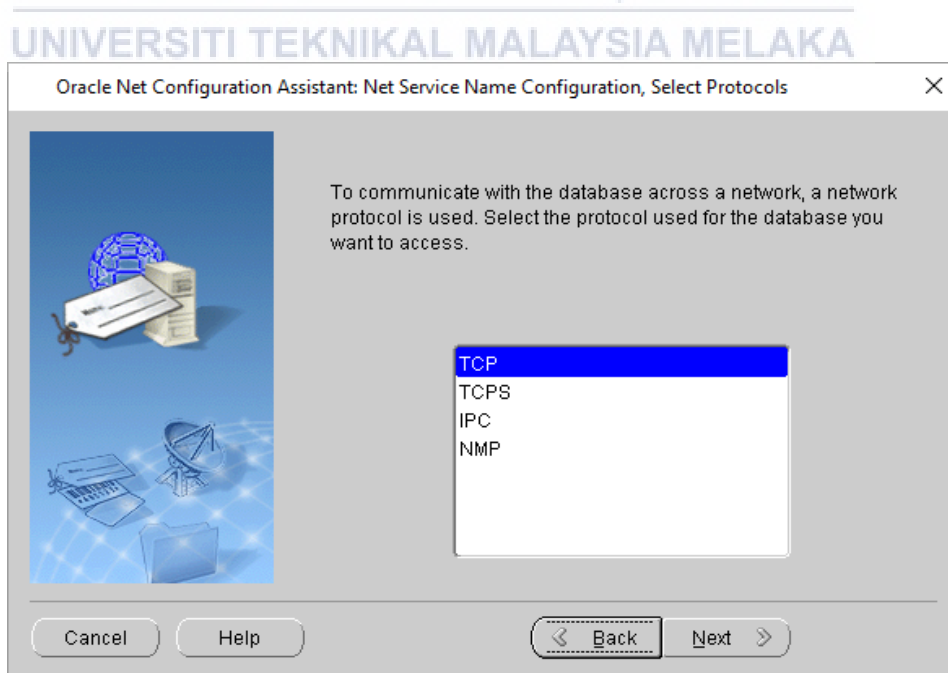 UNIVERSITI TEKNIKAL MALAYSIA MELAKA
Oracle Net Configuration Assistant: Net Service Name Configuration, Select Protocols
To communicate with the database across a network, a network
protocol is used. Select the protocol used for the database you
want to access.
TCP
TCPS
IPC
NMP
Cancel
Help
Back
Next